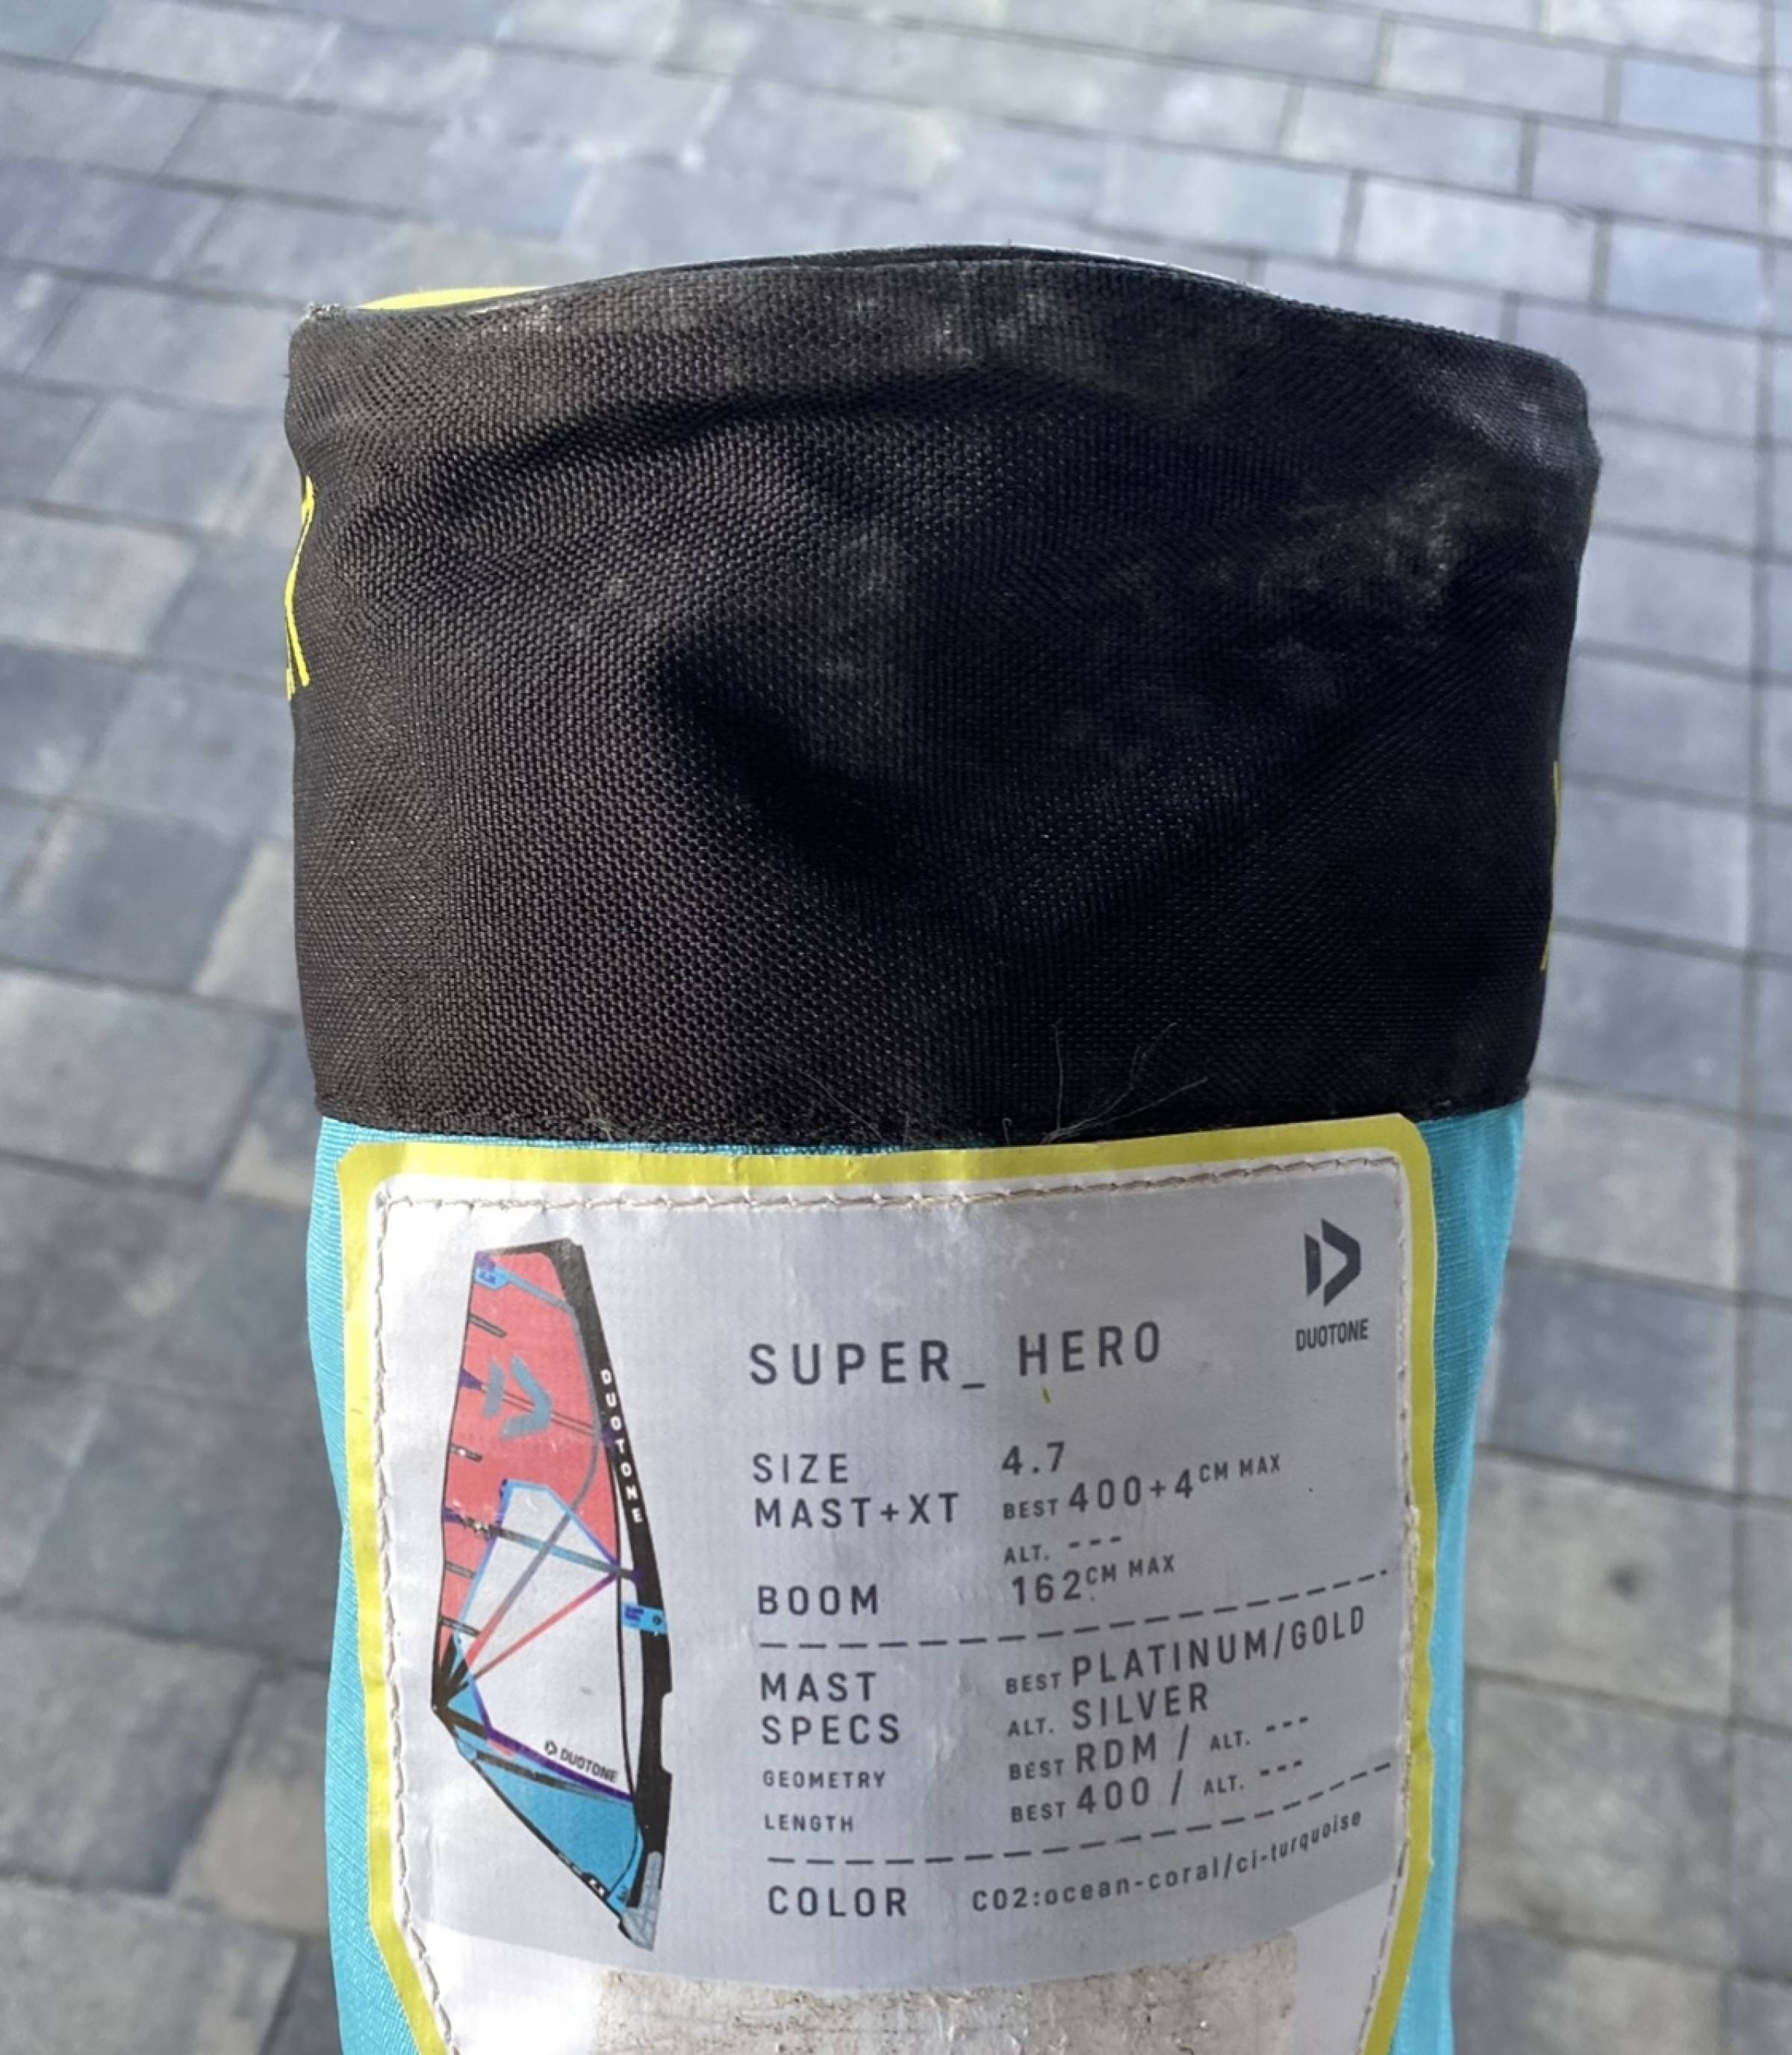 DUOTONE
SUPER_ HERO
SIZE 4.7
MAST+XT BEST 400+4CM MAX
ALT. ---
BOOM 162CM MAX
MAST BEST PLATINUM/GOLD
SPECS ALT. SILVER
GEOMETRY BEST RDM / ALT. ---
LENGTH BEST 400 / ALT. ---
COLOR C02:ocean-coral/ci-turquoise
DUOTONE
DUOTONE